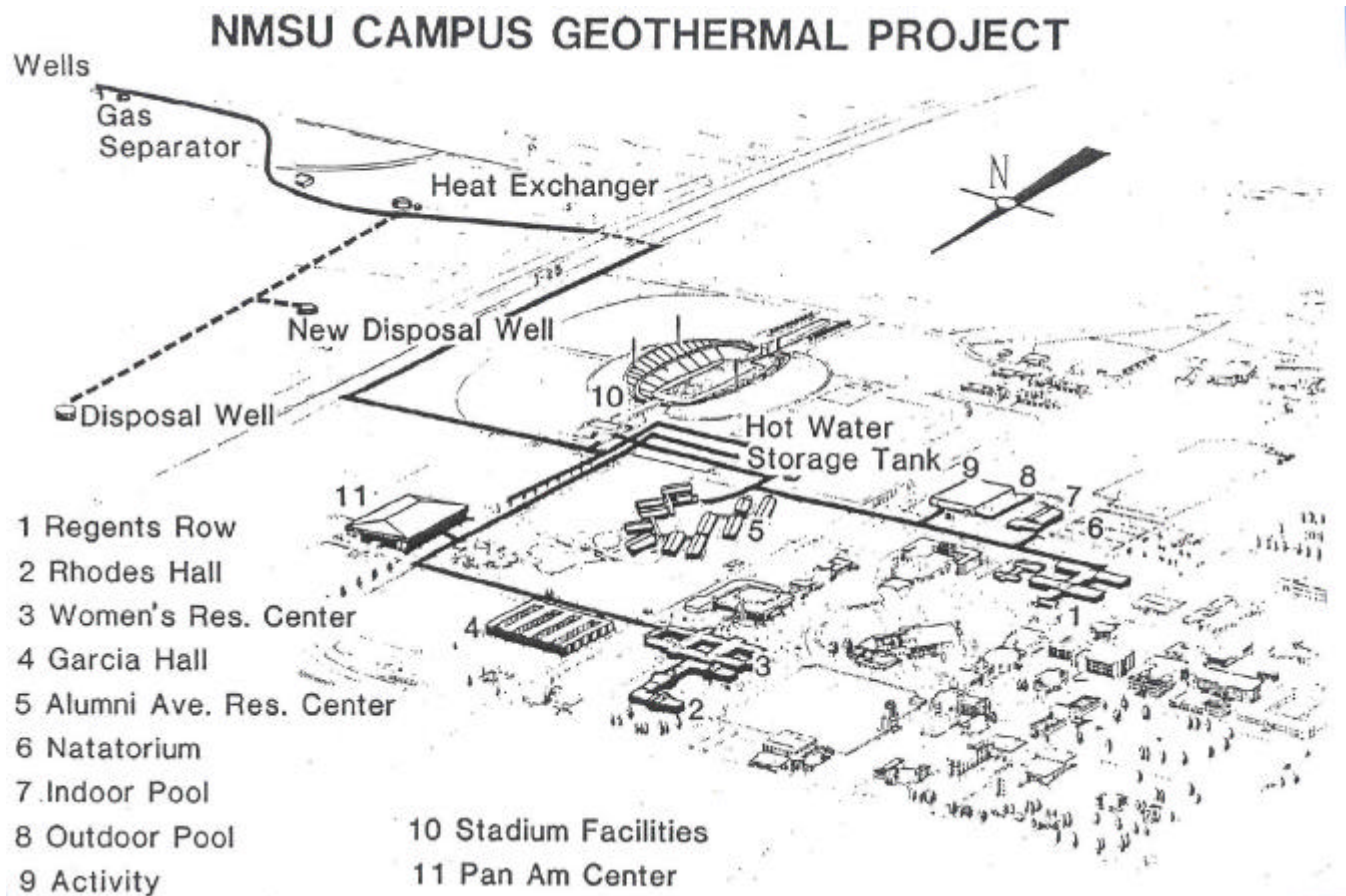 NMSU CAMPUS GEOTHERMAL PROJECT
Wells
Gas
Separator
Heat Exchanger
N
I-25
New Disposal Well
Disposal Well
10
Hot Water
Storage Tank
9
8
7
6
11
5
1
4
3
2
1 Regents Row
2 Rhodes Hall
3 Women's Res. Center
4 Garcia Hall
5 Alumni Ave. Res. Center
6 Natatorium
7 Indoor Pool
8 Outdoor Pool
9 Activity
10 Stadium Facilities
11 Pan Am Center